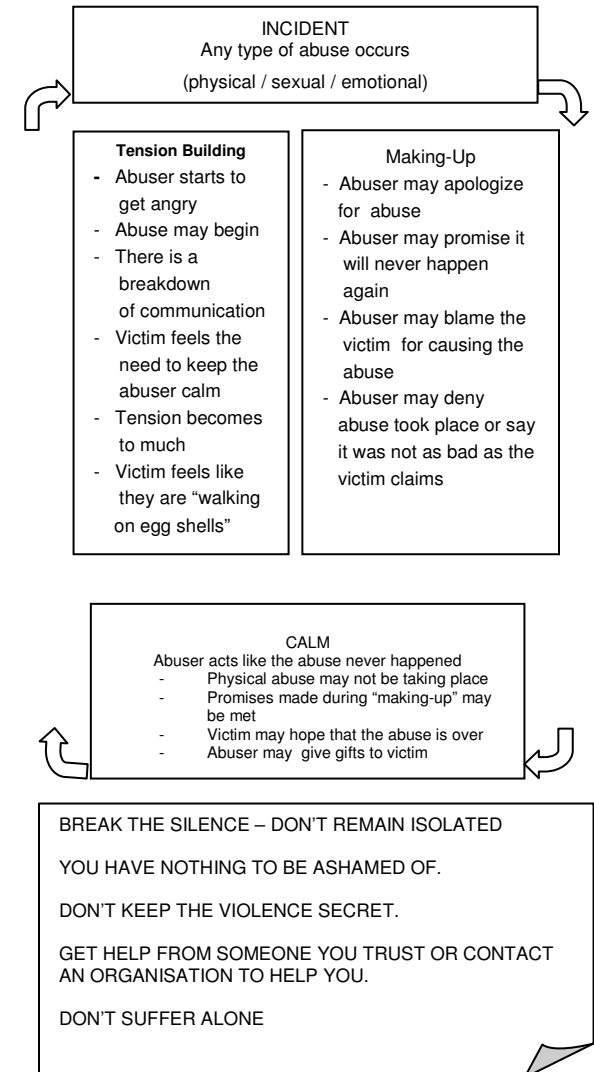 INCIDENT
Any type of abuse occurs
(physical / sexual / emotional)
Tension Building
- Abuser starts to
get angry
- Abuse may begin
- There is a
breakdown
of communication
- Victim feels the
need to keep the
abuser calm
- Tension becomes
to much
- Victim feels like
they are “walking
on egg shells”
Making-Up
- Abuser may apologize
for abuse
- Abuser may promise it
will never happen
again
- Abuser may blame the
victim for causing the
abuse
- Abuser may deny
abuse took place or say
it was not as bad as the
victim claims
CALM
Abuser acts like the abuse never happened
- Physical abuse may not be taking place
- Promises made during “making-up” may
be met
- Victim may hope that the abuse is over
- Abuser may give gifts to victim
BREAK THE SILENCE – DON’T REMAIN ISOLATED
YOU HAVE NOTHING TO BE ASHAMED OF.
DON’T KEEP THE VIOLENCE SECRET.
GET HELP FROM SOMEONE YOU TRUST OR CONTACT
AN ORGANISATION TO HELP YOU.
DON’T SUFFER ALONE